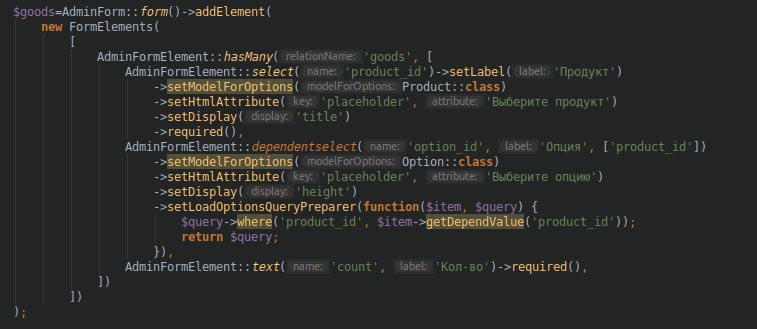 $goods=AdminForm::form()->addElement(
new FormElements(
[
AdminFormElement::hasMany( relationName: 'goods', [
AdminFormElement::select( name: 'product_id')->setLabel( label: 'Продукт')
->setModelForOptions( modelForOptions: Product::class)
->setHtmlAttribute( key: 'placeholder', attribute: 'Выберите продукт')
->setDisplay( display: 'title')
->required(),
AdminFormElement::dependentselect( name: 'option_id', label: 'Опция', ['product_id'])
->setModelForOptions( modelForOptions: Option::class)
->setHtmlAttribute( key: 'placeholder', attribute: 'Выберите опцию')
->setDisplay( display: 'height')
->setLoadOptionsQueryPreparer(function($item, $query) {
$query->where('product_id', $item->getDependValue('product_id'));
return $query;
}),
AdminFormElement::text( name: 'count', label: 'Кол-во')->required(),
])
])
);